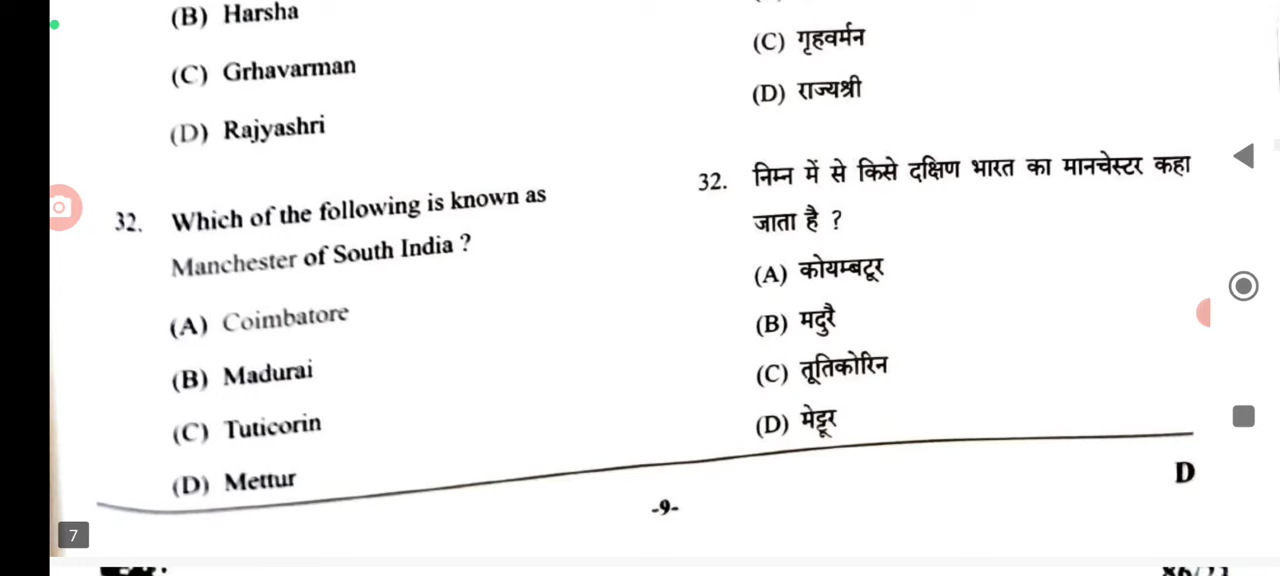 (B) Harsha
(C) Grhavarman
(D) Rajyashri
32. Which of the following is known as
Manchester of South India ?
(A) Coimbatore
(B) Madurai
(C) Tuticorin
(D) Mettur
(C) गृहवर्मन
(D) राज्यश्री
32. निम्न में से किसे दक्षिण भारत का मानचेस्टर कहा
जाता है ?
(A) कोयम्बटूर
(B) मदुरै
(C) तूतिकोरिन
(D) मेट्टूर
D
-9-
7